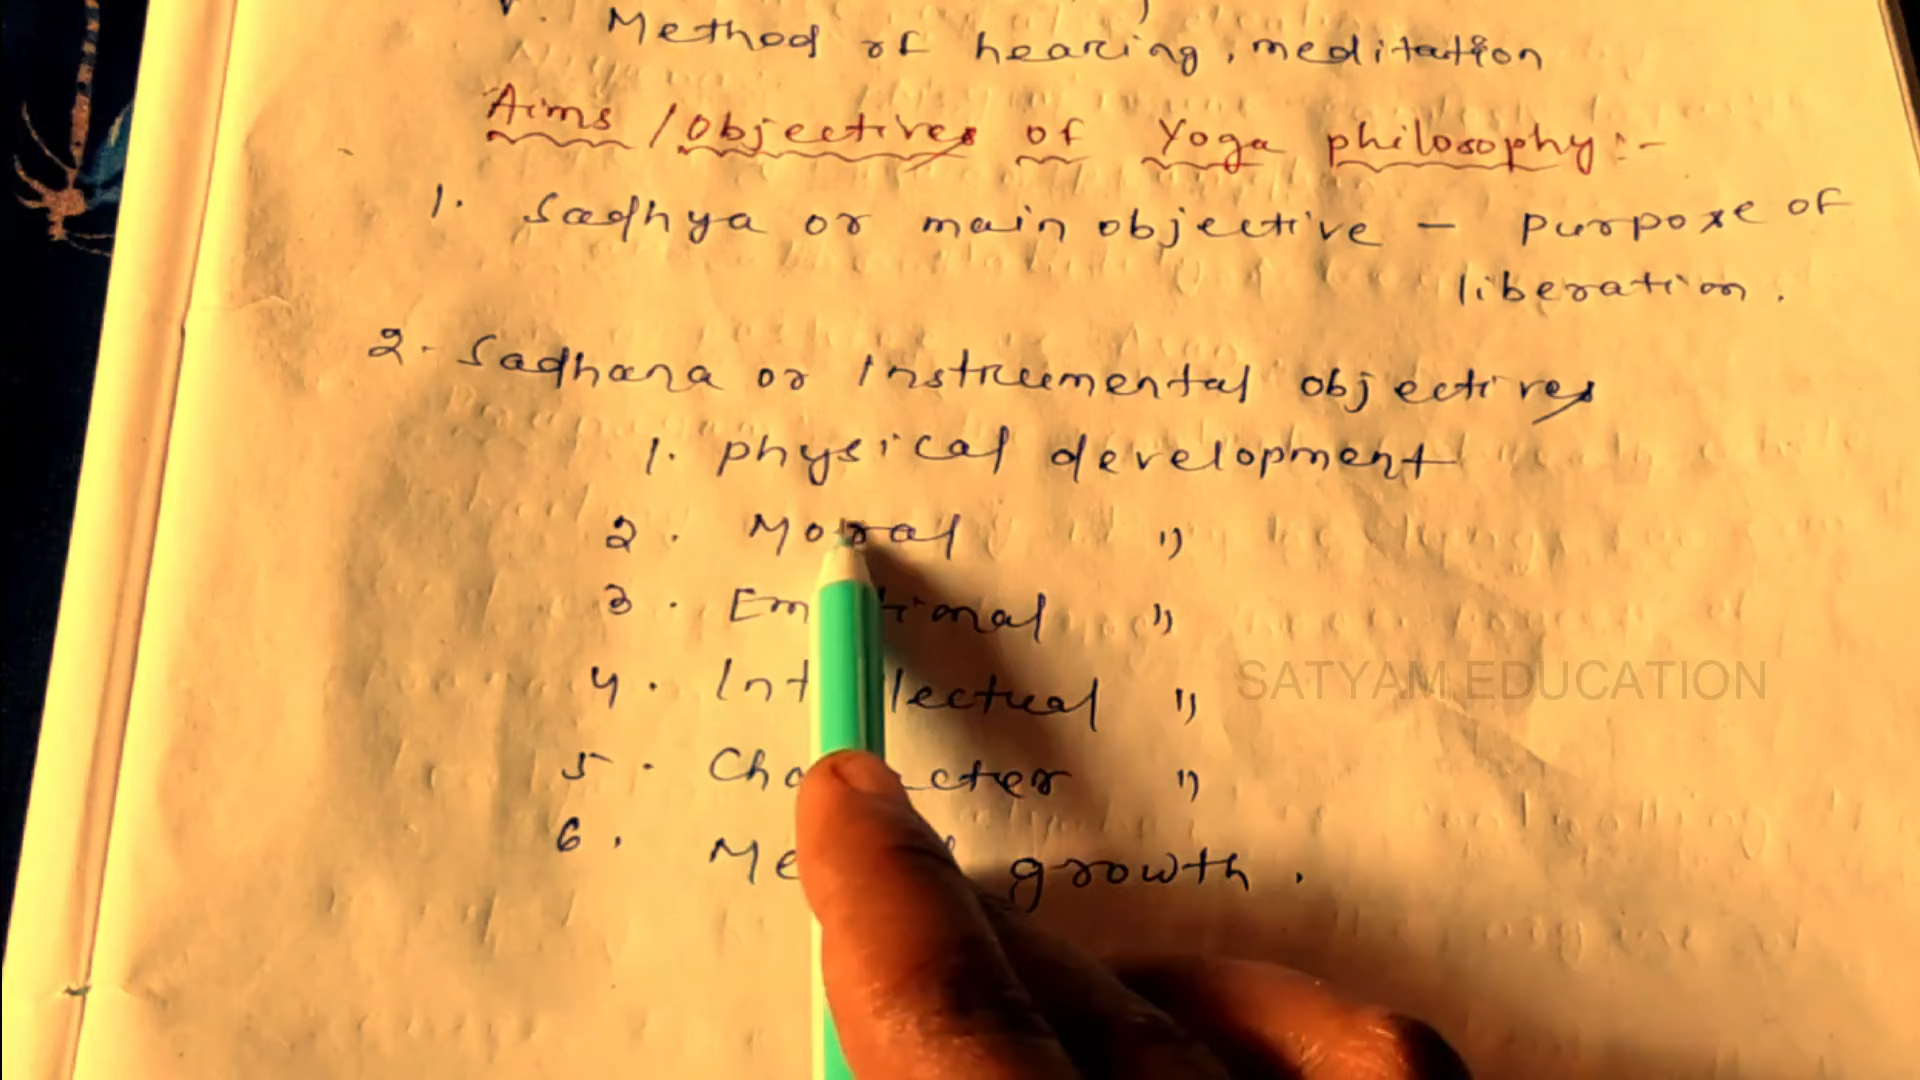 V. Method of hearing, meditation
Aims / Objectives of Yoga philosophy:-
1. Sadhya or main objective - purpose of
liberation.
2. Sadhana or Instrumental objectives
1. physical development
2. Moral "
3. "
4. "
5. "
6. growth.
SATYAM EDUCATION